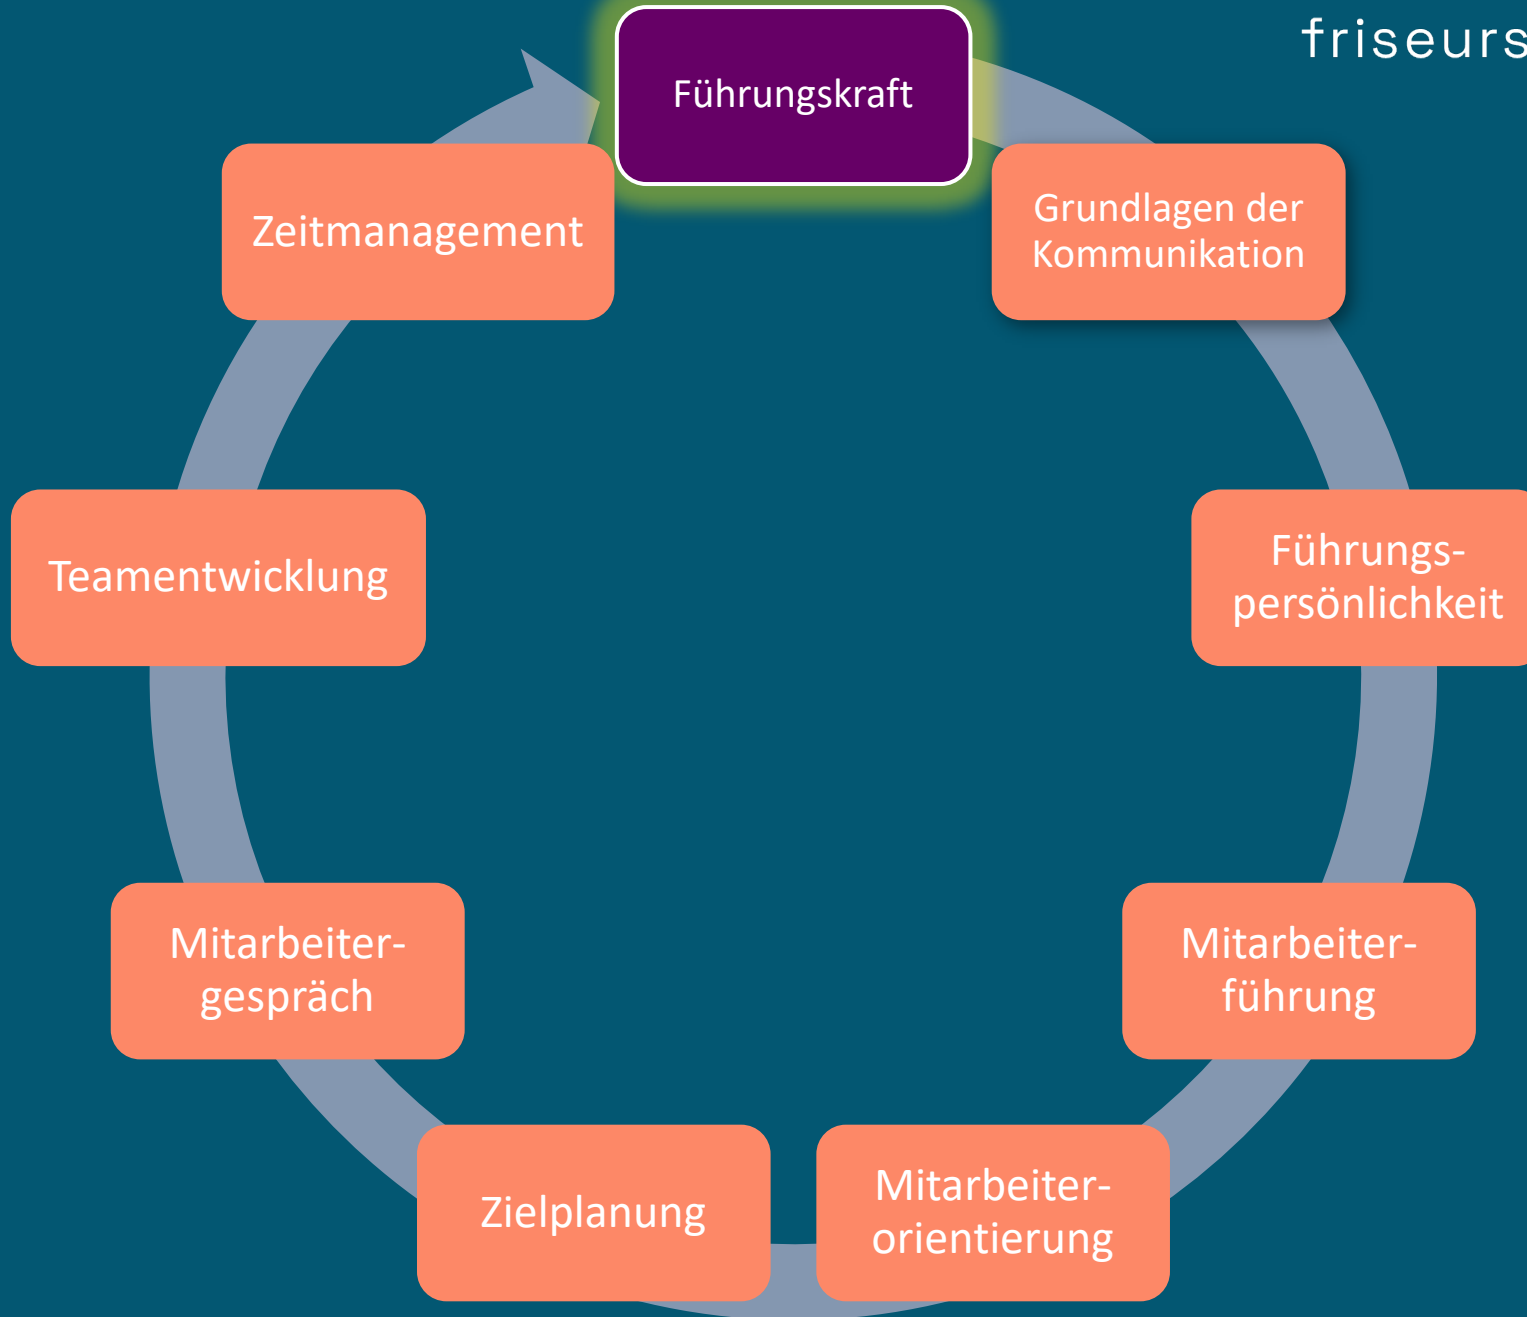 friseurs
Führungskraft
Grundlagen der
Kommunikation
Führungs-
persönlichkeit
Mitarbeiter-
führung
Mitarbeiter-
orientierung
Zielplanung
Mitarbeiter-
gespräch
Teamentwicklung
Zeitmanagement